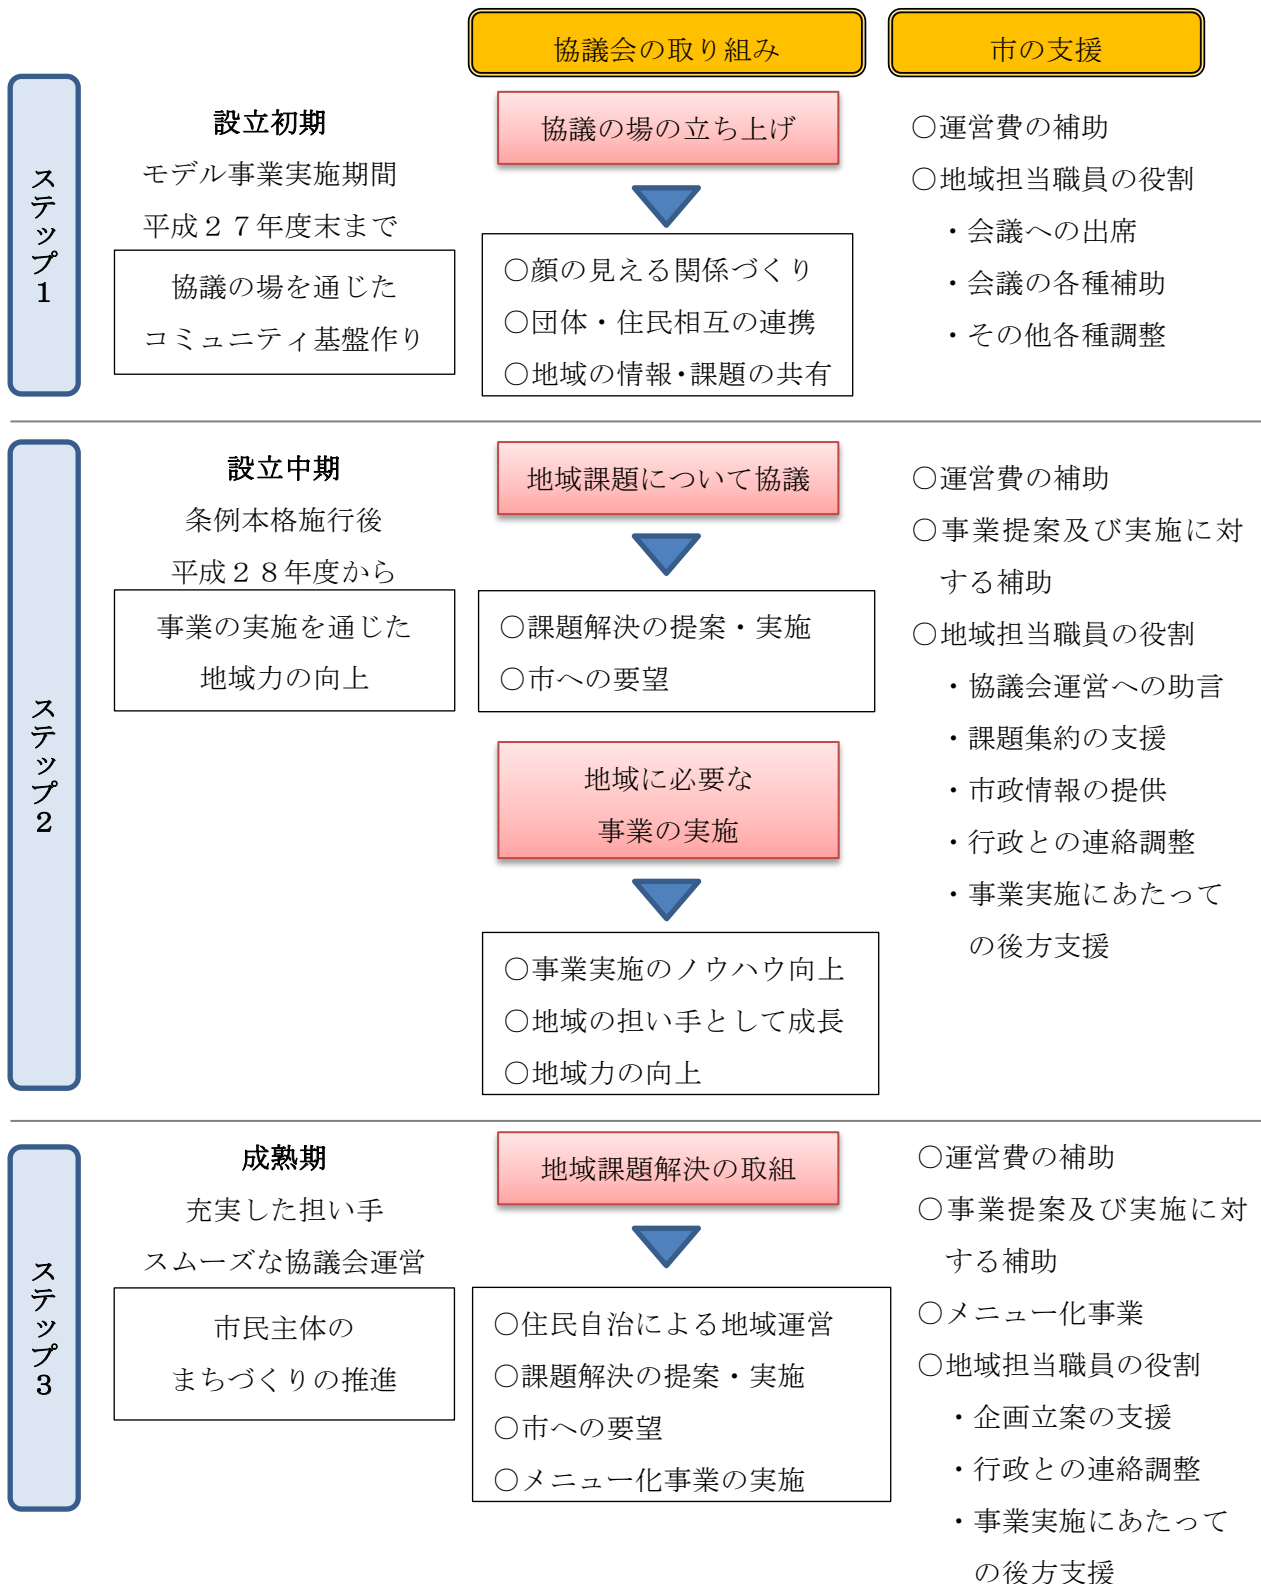 協議会の取り組み
市の支援
ステップ1
設立初期
モデル事業実施期間
平成２７年度末まで
協議の場を通じた
コミュニティ基盤作り
協議の場の立ち上げ
○顔の見える関係づくり
○団体・住民相互の連携
○地域の情報・課題の共有
○運営費の補助
○地域担当職員の役割
・会議への出席
・会議の各種補助
・その他各種調整
ステップ2
設立中期
条例本格施行後
平成２８年度から
事業の実施を通じた
地域力の向上
地域課題について協議
○課題解決の提案・実施
○市への要望
地域に必要な
事業の実施
○事業実施のノウハウ向上
○地域の担い手として成長
○地域力の向上
○運営費の補助
○事業提案及び実施に対
する補助
○地域担当職員の役割
・協議会運営への助言
・課題集約の支援
・市政情報の提供
・行政との連絡調整
・事業実施にあたって
の後方支援
ステップ3
成熟期
充実した担い手
スムーズな協議会運営
市民主体の
まちづくりの推進
地域課題解決の取組
○住民自治による地域運営
○課題解決の提案・実施
○市への要望
○メニュー化事業の実施
○運営費の補助
○事業提案及び実施に対
する補助
○メニュー化事業
○地域担当職員の役割
・企画立案の支援
・行政との連絡調整
・事業実施にあたって
の後方支援